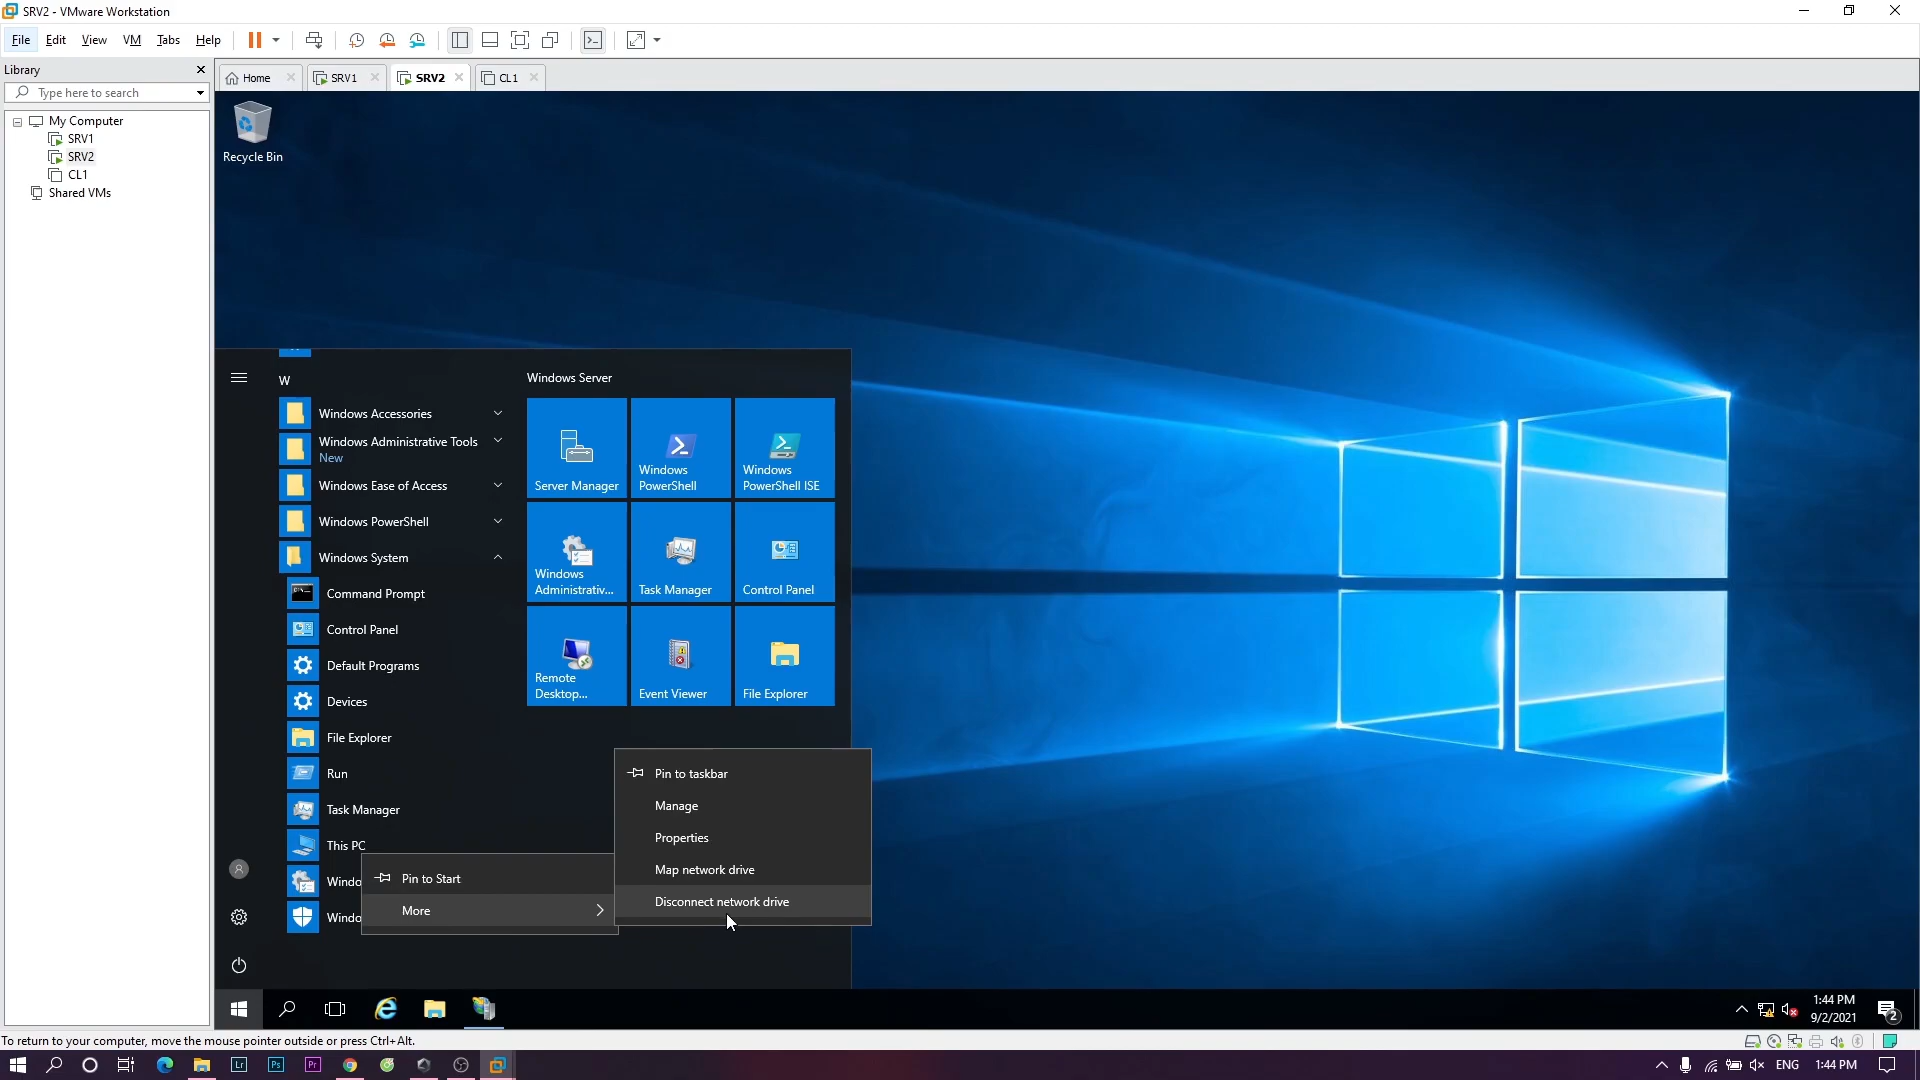 SRV2 - VMware Workstation
File Edit View VM Tabs Help
Library
Type here to search
My Computer
SRV1
SRV2
CL1
Shared VMs
Home
SRV1
SRV2
CL1
Recycle Bin
W
Windows Accessories
Windows Administrative Tools
New
Windows Ease of Access
Windows PowerShell
Windows System
Command Prompt
Control Panel
Default Programs
Devices
File Explorer
Run
Task Manager
This PC
Windo
Windo
Windows Server
Server Manager
Windows
PowerShell
Windows
PowerShell ISE
Windows
Administrativ...
Task Manager
Control Panel
Remote
Desktop...
Event Viewer
File Explorer
Pin to Start
More
Pin to taskbar
Manage
Properties
Map network drive
Disconnect network drive
1:44 PM
9/2/2021
2
To return to your computer, move the mouse pointer outside or press Ctrl+Alt.
Lr
Ps
Pr
ENG
1:44 PM